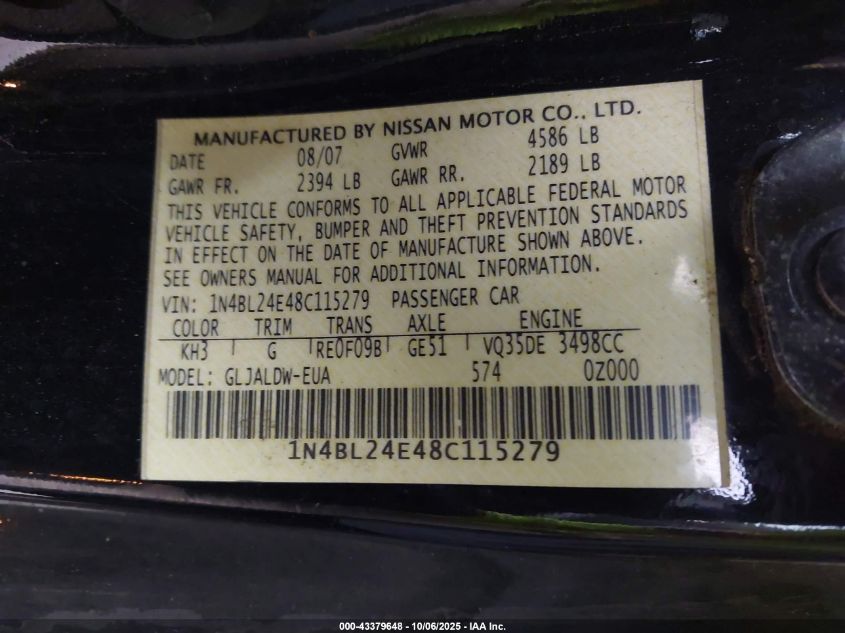 MANUFACTURED BY NISSAN MOTOR CO., LTD.
DATE 08/07 GVWR 4586 LB
GAWR FR. 2394 LB GAWR RR. 2189 LB
THIS VEHICLE CONFORMS TO ALL APPLICABLE FEDERAL MOTOR
VEHICLE SAFETY, BUMPER AND THEFT PREVENTION STANDARDS
IN EFFECT ON THE DATE OF MANUFACTURE SHOWN ABOVE.
SEE OWNERS MANUAL FOR ADDITIONAL INFORMATION.
VIN: 1N4BL24E48C115279 PASSENGER CAR
COLOR TRIM TRANS AXLE ENGINE
KH3 G RE0F09B GE51 VQ35DE 3498CC
MODEL: GLJALDW-EUA 574 0Z000
1N4BL24E48C115279
000-43379648 - 10/06/2025 - IAA Inc.